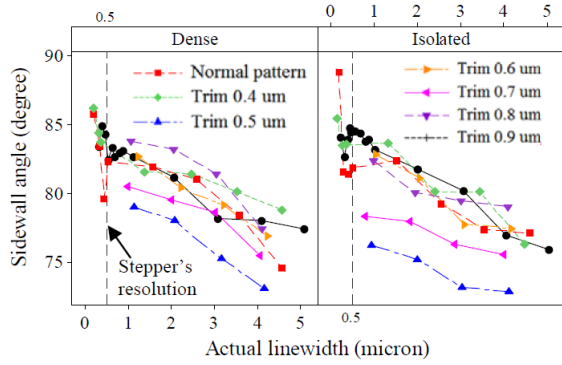 0.5
0 1 2 3 4 5
Dense
Isolated
90
85
80
75
Sidewall angle (degree)
Normal pattern
Trim 0.4 um
Trim 0.5 um
Trim 0.6 um
Trim 0.7 um
Trim 0.8 um
Trim 0.9 um
Stepper's
resolution
0 1 2 3 4 5
0.5
Actual linewidth (micron)